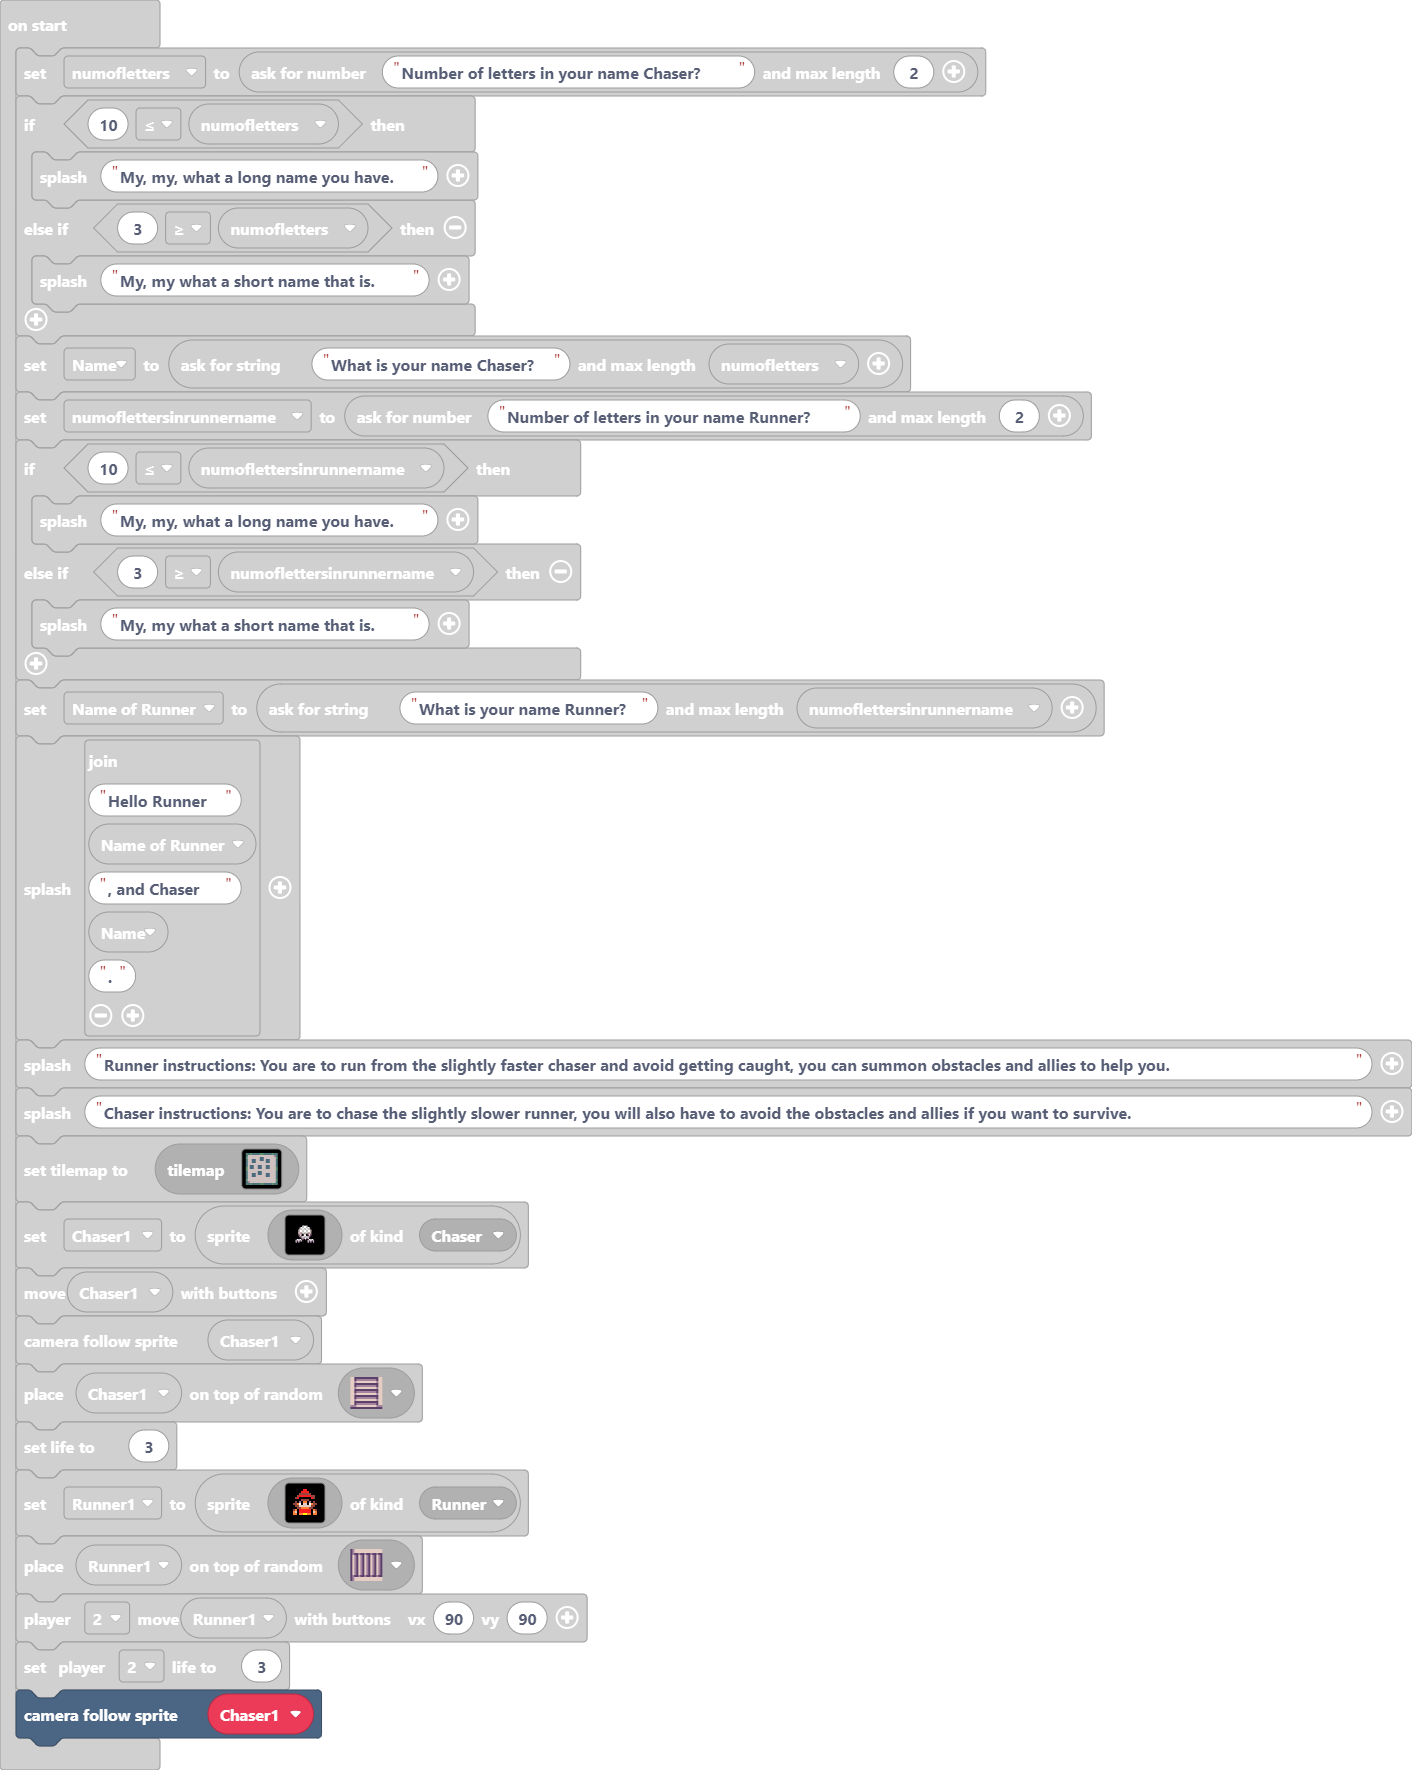 on start
set numofletters to ask for number "Number of letters in your name Chaser? " and max length 2
if 10 ≤ numofletters then
splash "My, my, what a long name you have. "
else if 3 ≥ numofletters then
splash "My, my what a short name that is. "
set Name to ask for string "What is your name Chaser? " and max length numofletters
set numoflettersinrunnername to ask for number "Number of letters in your name Runner? " and max length 2
if 10 ≤ numoflettersinrunnername then
splash "My, my, what a long name you have. "
else if 3 ≥ numoflettersinrunnername then
splash "My, my what a short name that is. "
set Name of Runner to ask for string "What is your name Runner? " and max length numoflettersinrunnername
join
"Hello Runner "
Name of Runner
splash ", and Chaser "
Name
". "
splash "Runner instructions: You are to run from the slightly faster chaser and avoid getting caught, you can summon obstacles and allies to help you. "
splash "Chaser instructions: You are to chase the slightly slower runner, you will also have to avoid the obstacles and allies if you want to survive. "
set tilemap to tilemap
set Chaser1 to sprite of kind Chaser
move Chaser1 with buttons
camera follow sprite Chaser1
place Chaser1 on top of random
set life to 3
set Runner1 to sprite of kind Runner
place Runner1 on top of random
player 2 move Runner1 with buttons vx 90 vy 90
set player 2 life to 3
camera follow sprite Chaser1